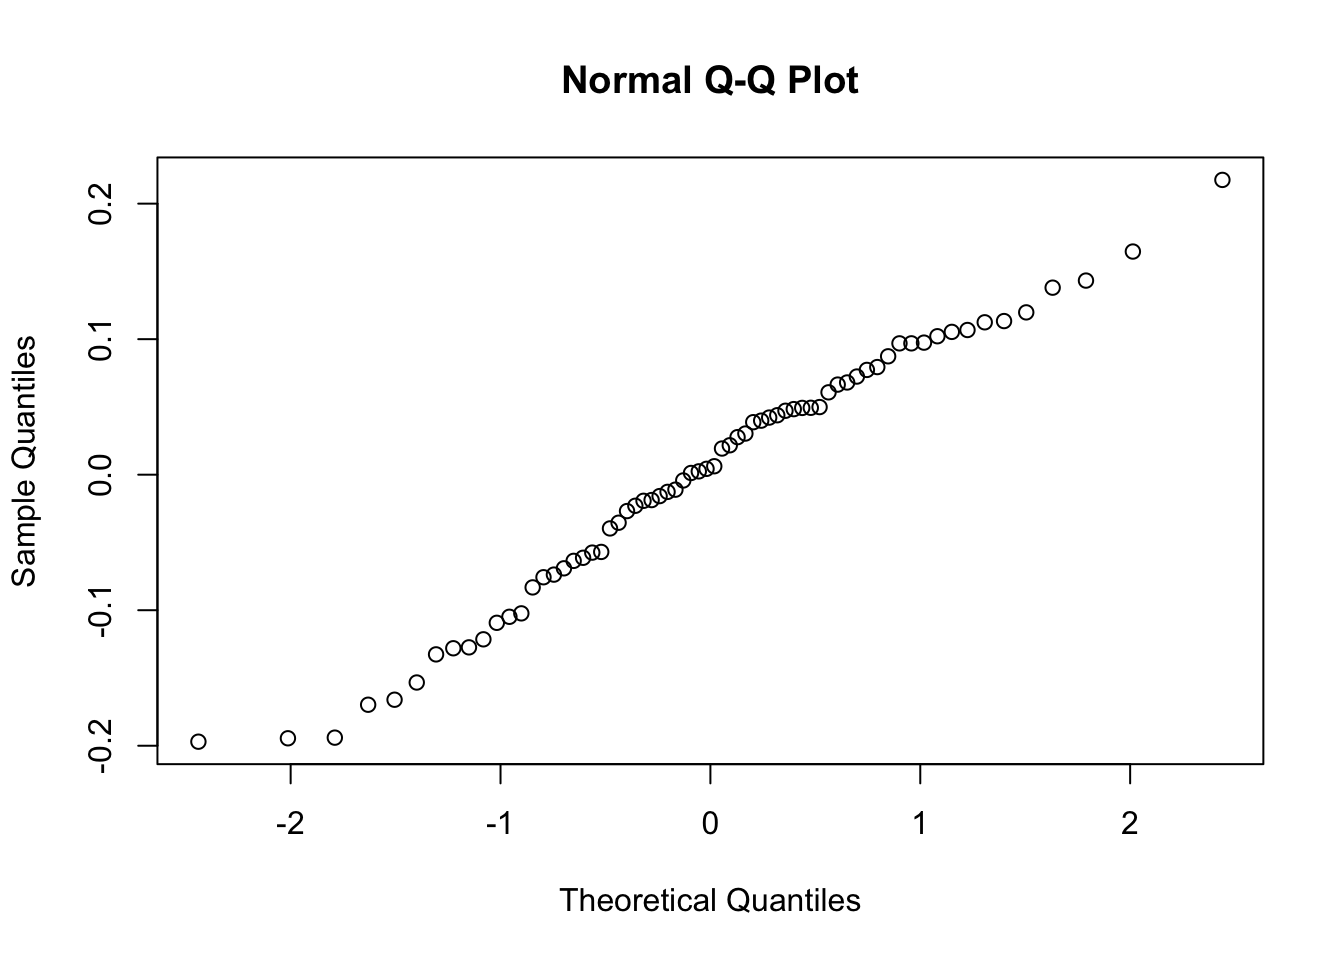 Normal Q-Q Plot
Sample Quantiles
0.2
0.1
0.0
-0.1
-0.2
-2 -1 0 1 2
Theoretical Quantiles